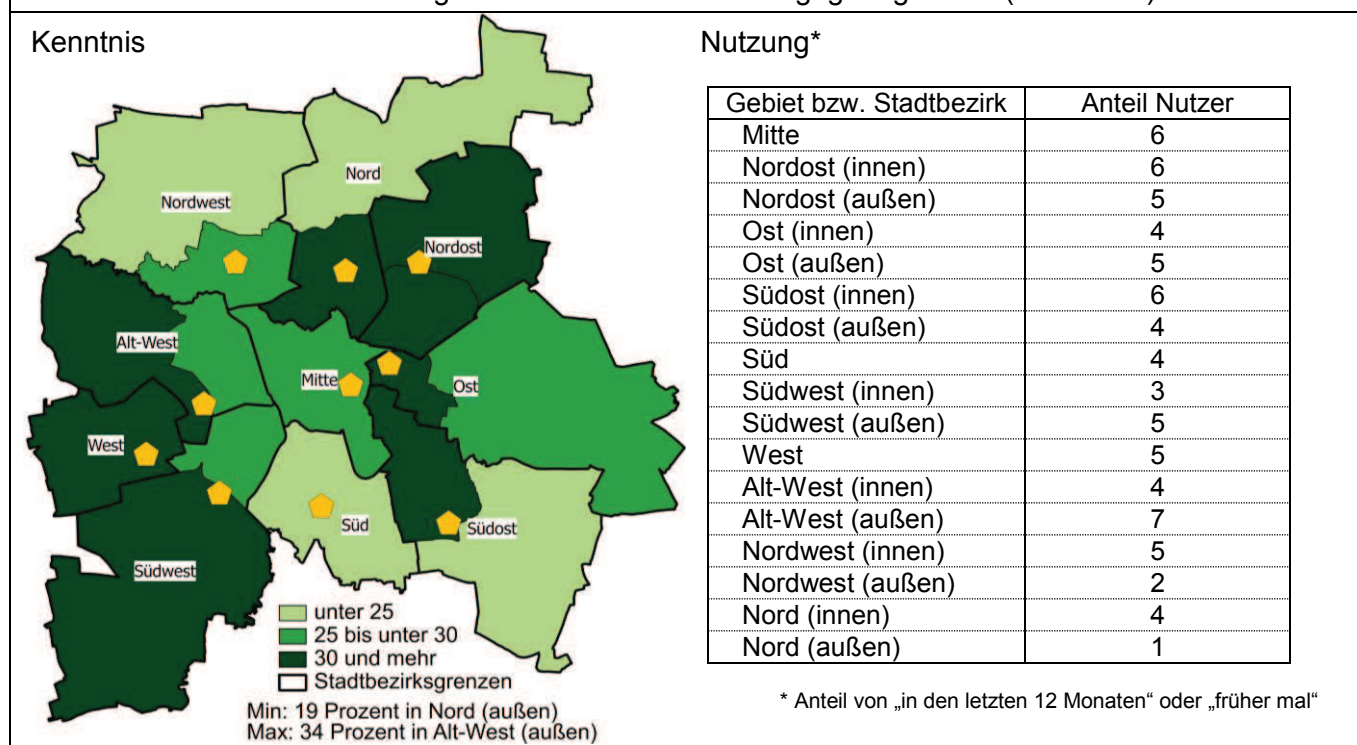 Kenntnis
Nordwest
Nord
Nordost
Alt-West
Mitte
Ost
West
Süd
Südost
Südwest
unter 25
25 bis unter 30
30 und mehr
Stadtbezirksgrenzen
Min: 19 Prozent in Nord (außen)
Max: 34 Prozent in Alt-West (außen)
Nutzung*
Gebiet bzw. Stadtbezirk Anteil Nutzer
Mitte 6
Nordost (innen) 6
Nordost (außen) 5
Ost (innen) 4
Ost (außen) 5
Südost (innen) 6
Südost (außen) 4
Süd 4
Südwest (innen) 3
Südwest (außen) 5
West 5
Alt-West (innen) 4
Alt-West (außen) 7
Nordwest (innen) 5
Nordwest (außen) 2
Nord (innen) 4
Nord (außen) 1
* Anteil von „in den letzten 12 Monaten“ oder „früher mal“